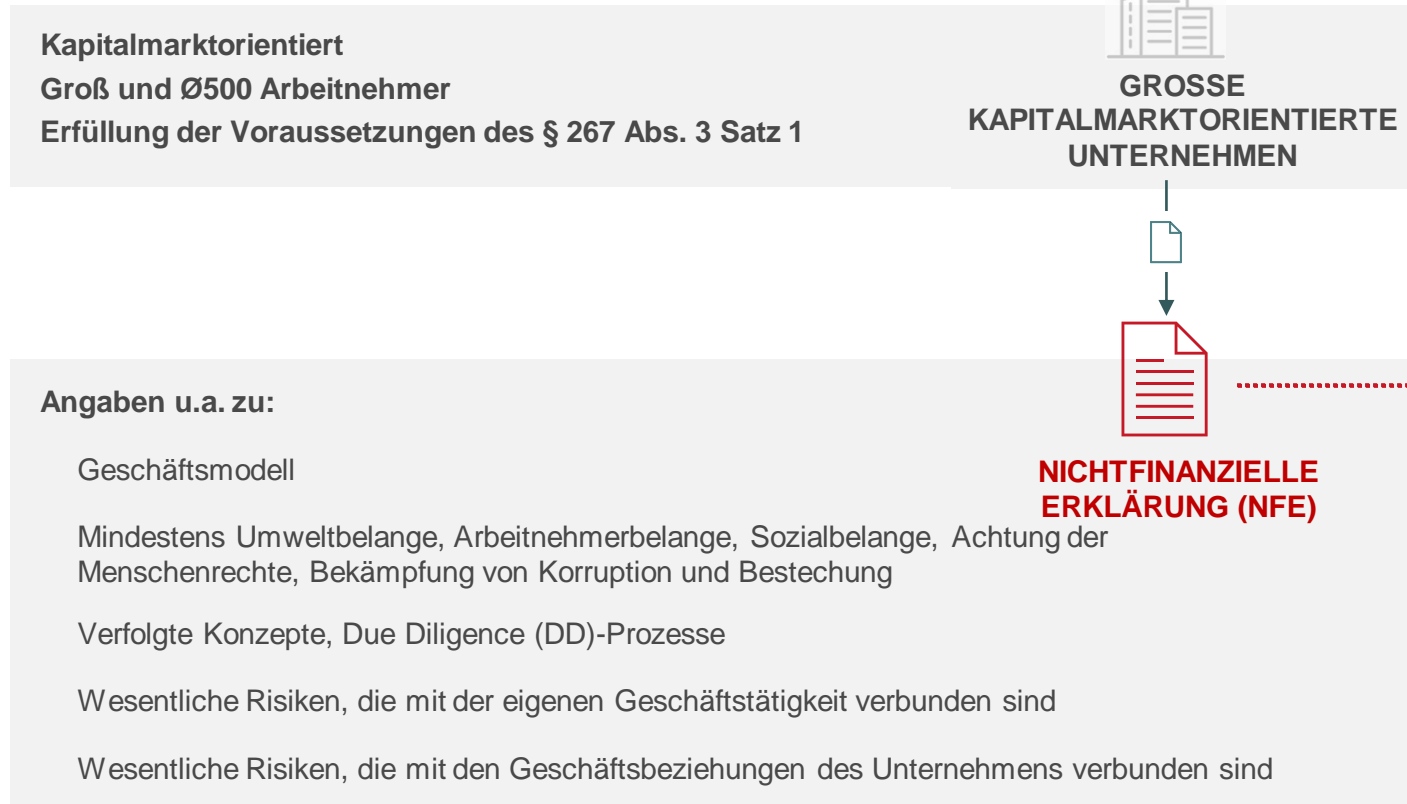 Kapitalmarktorientiert
Groß und Ø500 Arbeitnehmer
Erfüllung der Voraussetzungen des § 267 Abs. 3 Satz 1
GROSSE
KAPITALMARKTORIENTIERTE
UNTERNEHMEN
Angaben u.a. zu:
Geschäftsmodell
NICHTFINANZIELLE
ERKLÄRUNG (NFE)
Mindestens Umweltbelange, Arbeitnehmerbelange, Sozialbelange, Achtung der
Menschenrechte, Bekämpfung von Korruption und Bestechung
Verfolgte Konzepte, Due Diligence (DD)-Prozesse
Wesentliche Risiken, die mit der eigenen Geschäftstätigkeit verbunden sind
Wesentliche Risiken, die mit den Geschäftsbeziehungen des Unternehmens verbunden sind